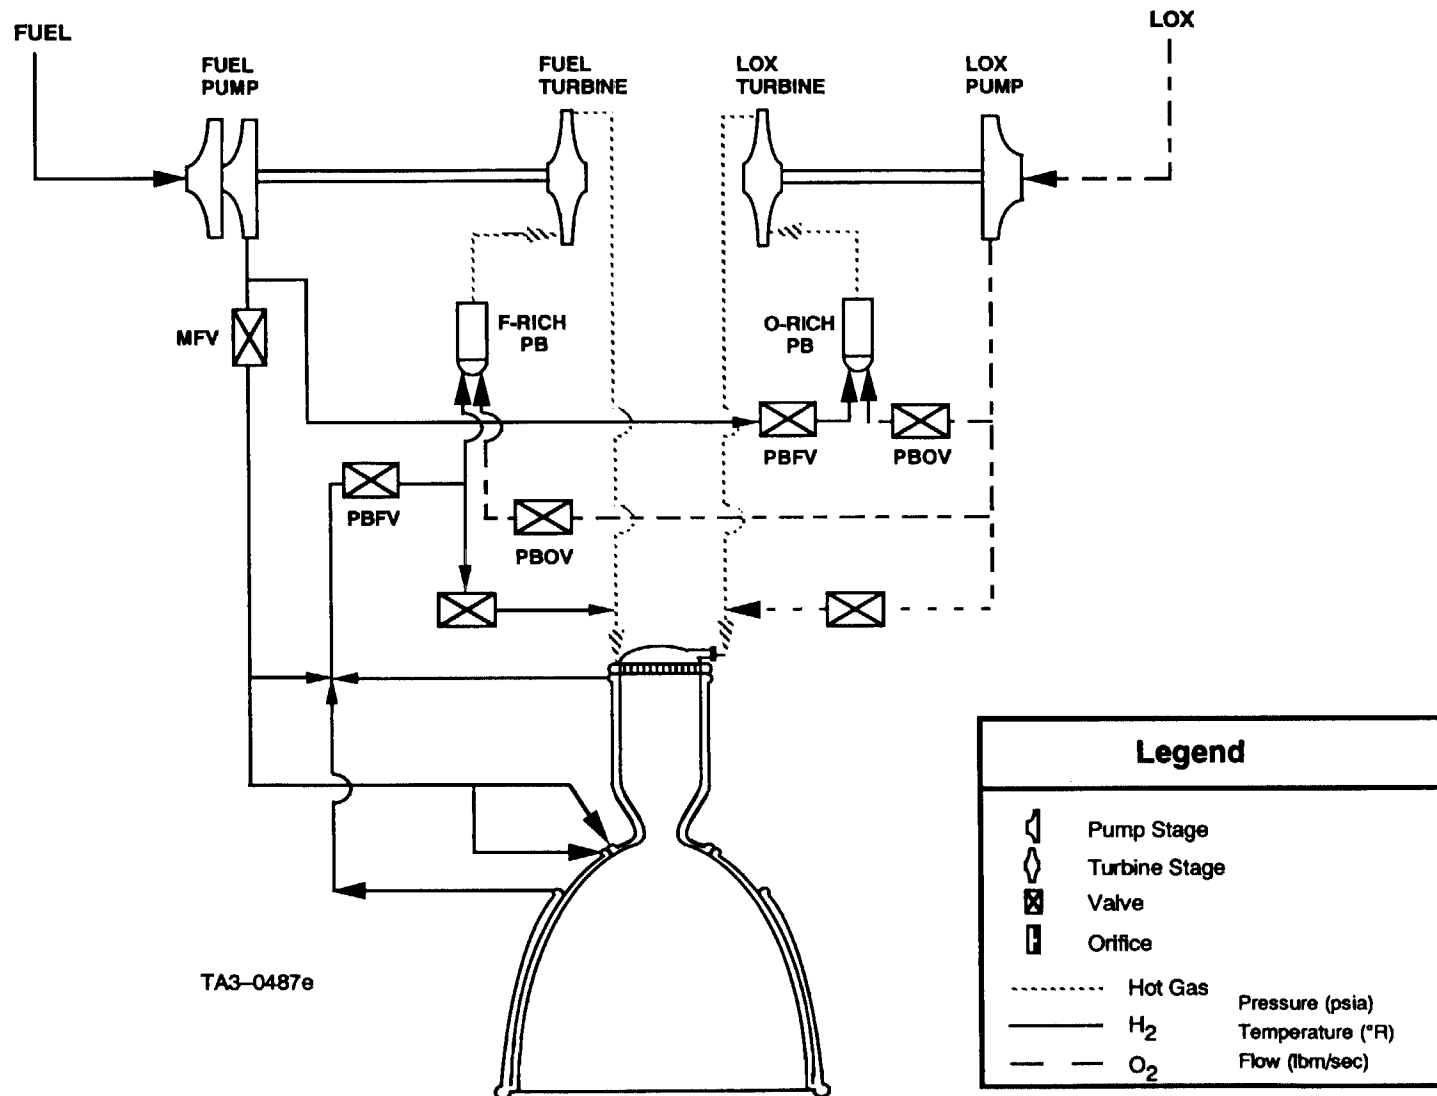 FUEL
LOX
FUEL
PUMP
FUEL
TURBINE
LOX
TURBINE
LOX
PUMP
MFV
F-RICH
PB
O-RICH
PB
PBFV
PBOV
PBFV
PBOV
TA3-0487e
Legend
Pump Stage
Turbine Stage
Valve
Orifice
Hot Gas
H2
O2
Pressure (psia)
Temperature (°R)
Flow (lbm/sec)